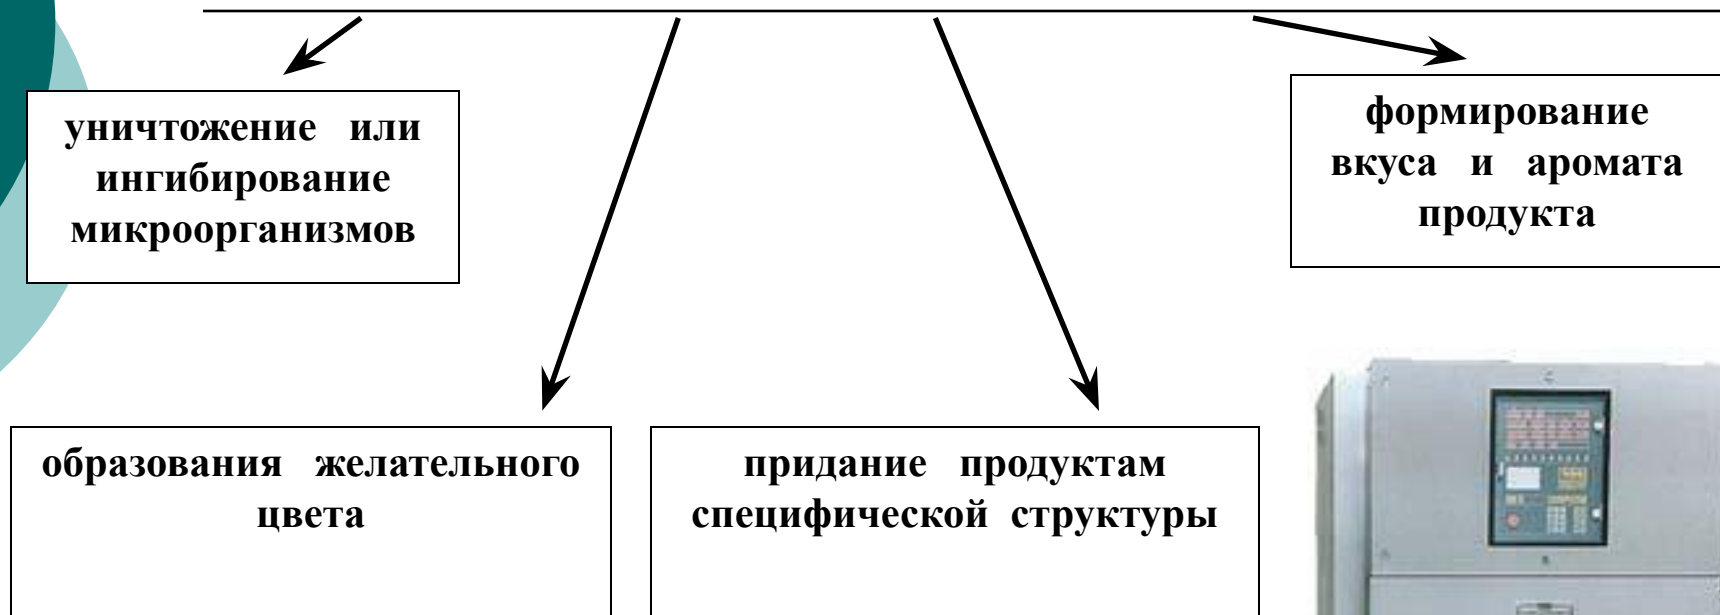 уничтожение или
ингибирование
микроорганизмов
формирование
вкуса и аромата
продукта
образования желательного
цвета
придание продуктам
специфической структуры